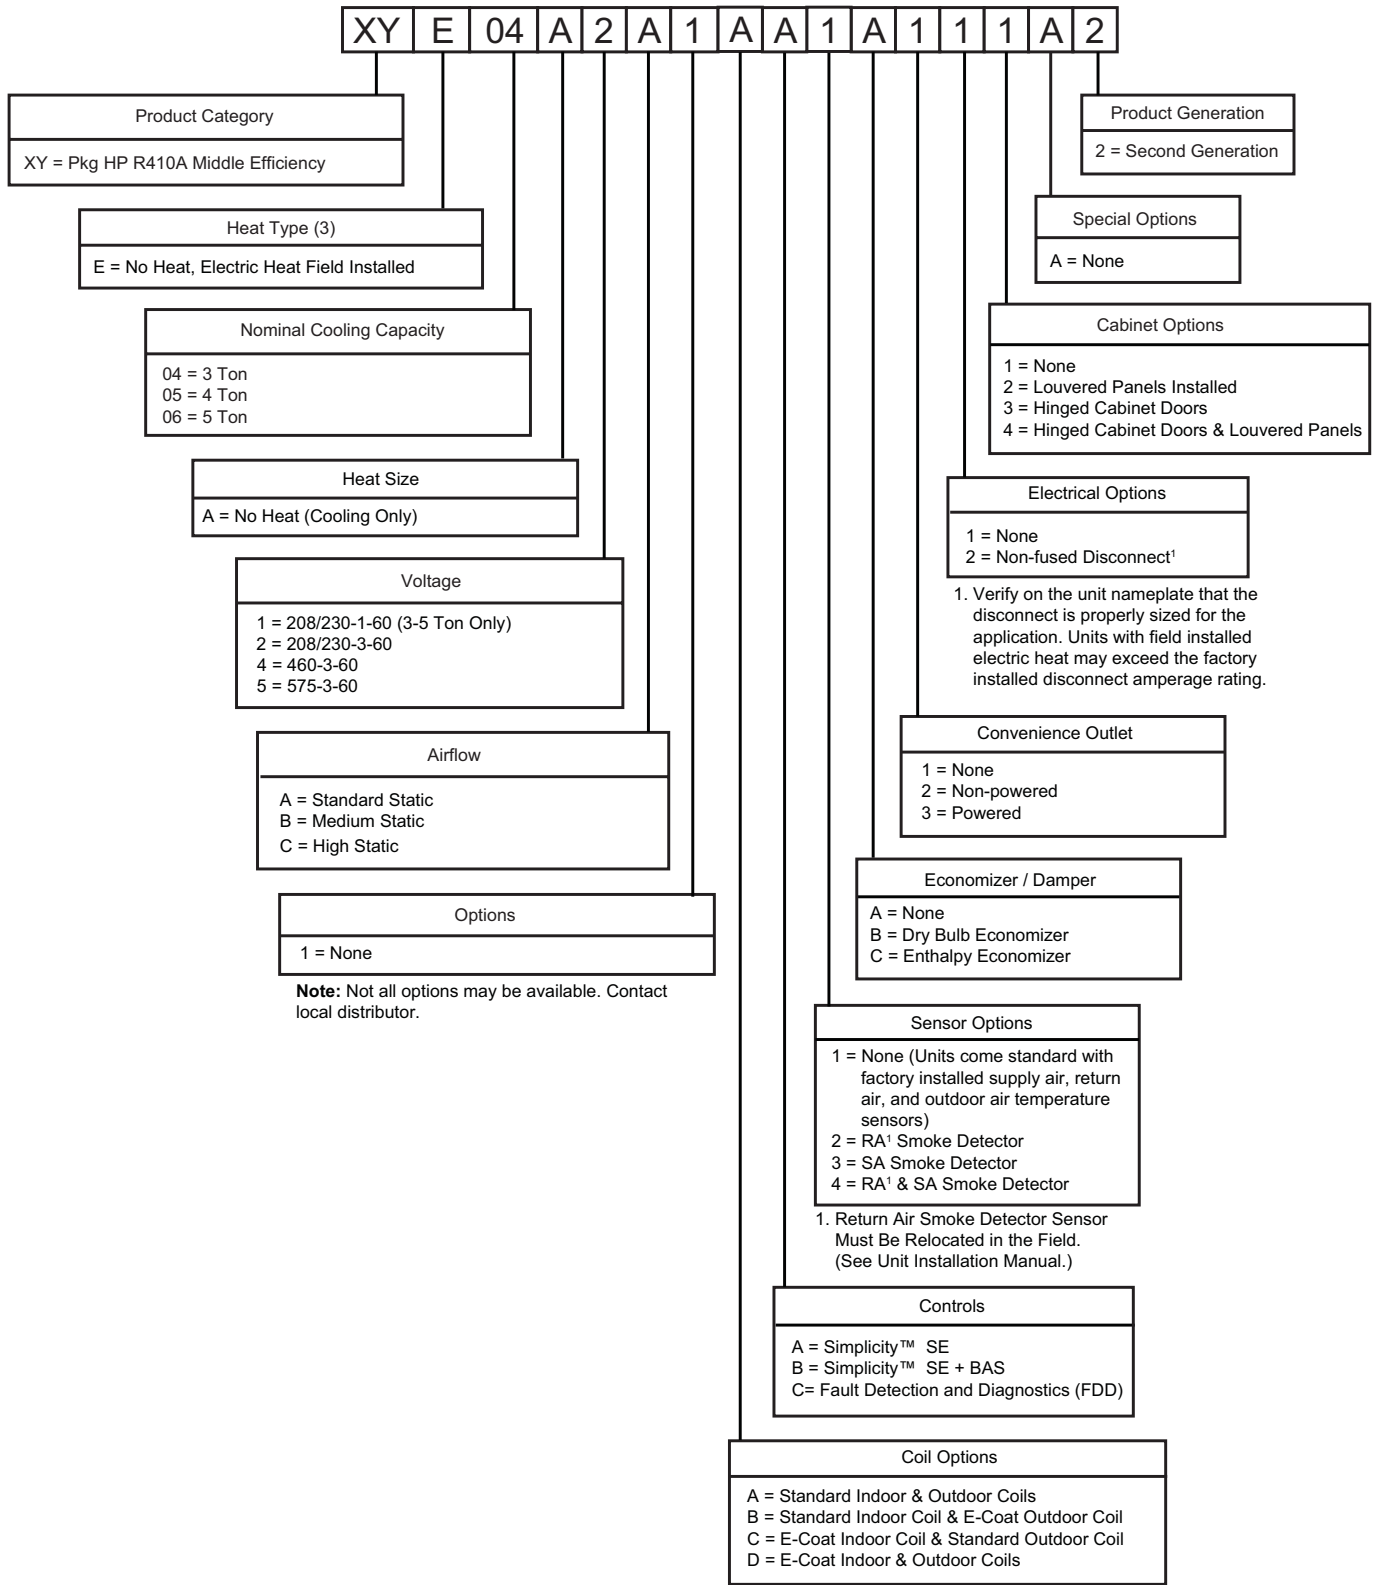 XY E 04 A 2 A 1 A A 1 A 1 1 1 A 2
Product Category
XY = Pkg HP R410A Middle Efficiency
Heat Type (3)
E = No Heat, Electric Heat Field Installed
Nominal Cooling Capacity
04 = 3 Ton
05 = 4 Ton
06 = 5 Ton
Heat Size
A = No Heat (Cooling Only)
Voltage
1 = 208/230-1-60 (3-5 Ton Only)
2 = 208/230-3-60
4 = 460-3-60
5 = 575-3-60
Airflow
A = Standard Static
B = Medium Static
C = High Static
Options
1 = None
Note: Not all options may be available. Contact
local distributor.
Product Generation
2 = Second Generation
Special Options
A = None
Cabinet Options
1 = None
2 = Louvered Panels Installed
3 = Hinged Cabinet Doors
4 = Hinged Cabinet Doors & Louvered Panels
Electrical Options
1 = None
2 = Non-fused Disconnect¹
1. Verify on the unit nameplate that the
disconnect is properly sized for the
application. Units with field installed
electric heat may exceed the factory
installed disconnect amperage rating.
Convenience Outlet
1 = None
2 = Non-powered
3 = Powered
Economizer / Damper
A = None
B = Dry Bulb Economizer
C = Enthalpy Economizer
Sensor Options
1 = None (Units come standard with
factory installed supply air, return
air, and outdoor air temperature
sensors)
2 = RA¹ Smoke Detector
3 = SA Smoke Detector
4 = RA¹ & SA Smoke Detector
1. Return Air Smoke Detector Sensor
Must Be Relocated in the Field.
(See Unit Installation Manual.)
Controls
A = Simplicity™ SE
B = Simplicity™ SE + BAS
C= Fault Detection and Diagnostics (FDD)
Coil Options
A = Standard Indoor & Outdoor Coils
B = Standard Indoor Coil & E-Coat Outdoor Coil
C = E-Coat Indoor Coil & Standard Outdoor Coil
D = E-Coat Indoor & Outdoor Coils